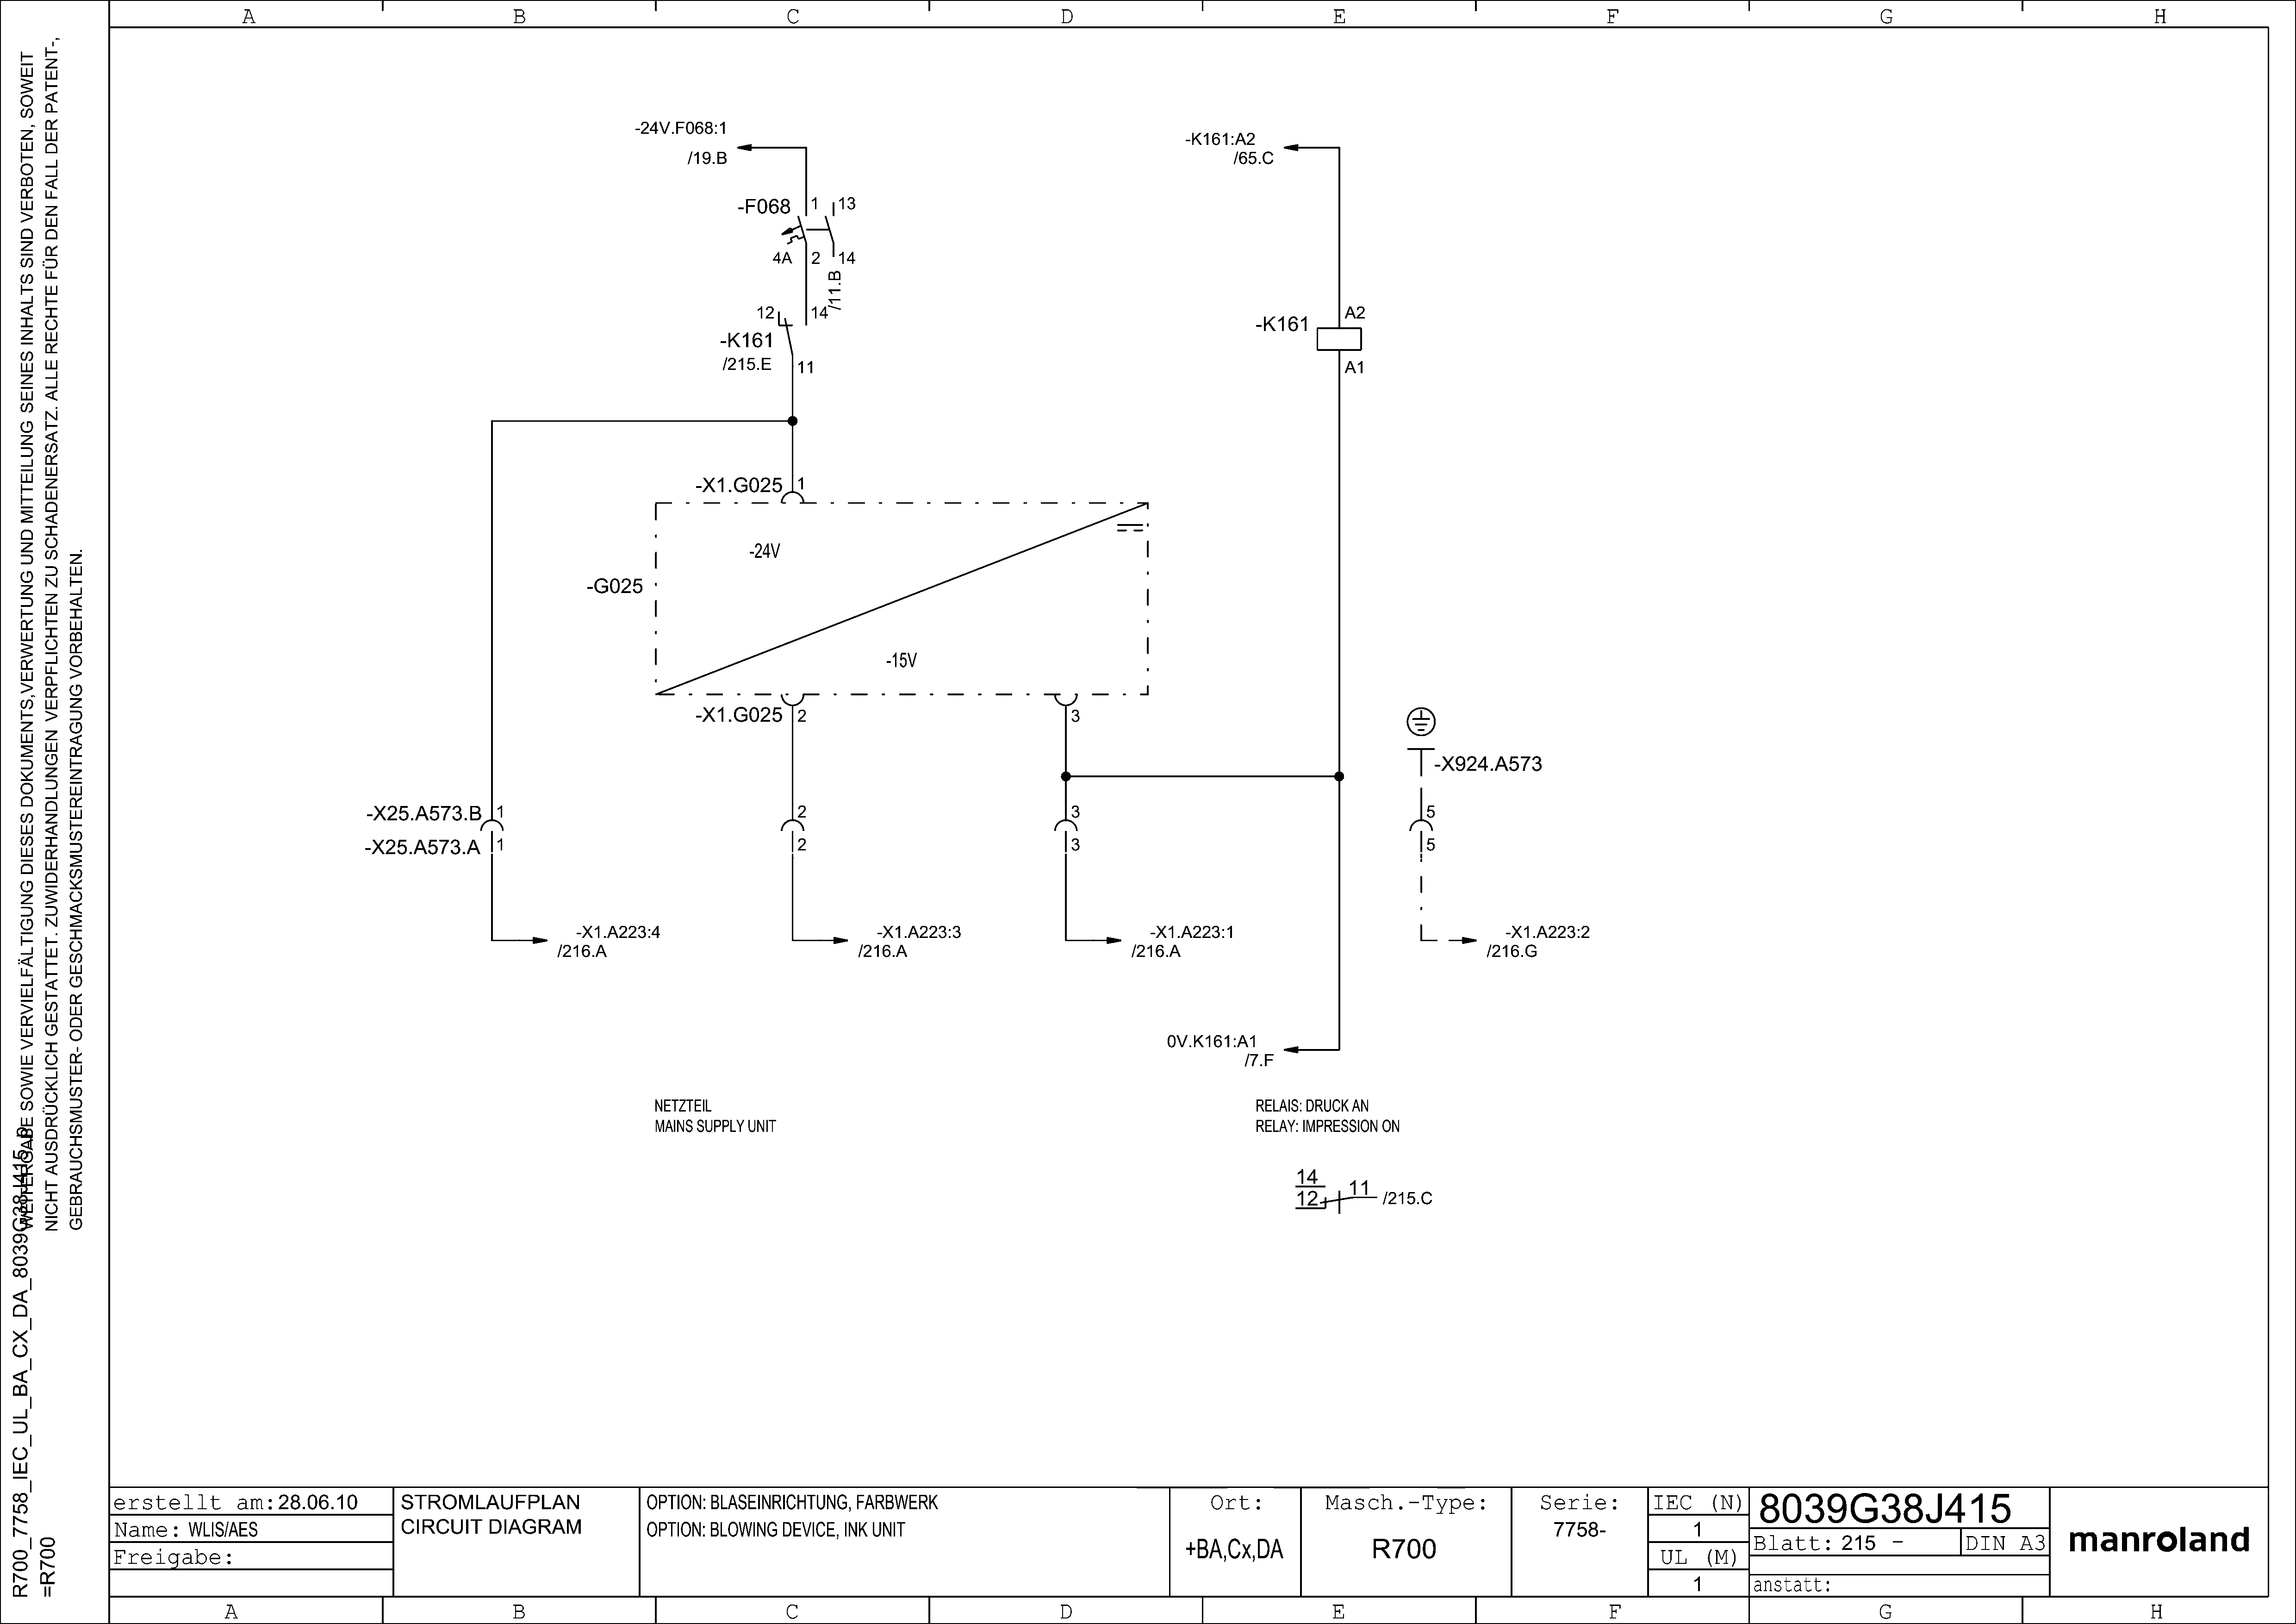 A B C D E F G H
WEITERGABE SOWIE VERVIELFÄLTIGUNG DIESES DOKUMENTS,VERWERTUNG UND MITTEILUNG SEINES INHALTS SIND VERBOTEN, SOWEIT
NICHT AUSDRÜCKLICH GESTATTET. ZUWIDERHANDLUNGEN VERPFLICHTEN ZU SCHADENERSATZ. ALLE RECHTE FÜR DEN FALL DER PATENT-,
GEBRAUCHSMUSTER- ODER GESCHMACKSMUSTEREINTRAGUNG VORBEHALTEN.
R700_7758_IEC_UL_BA_CX_DA_8039G38J415_p
=R700
-24V.F068:1
/19.B
-K161:A2
/65.C
-F068 1 13
4A 2 14
/11.B
12 14
-K161
/215.E 11
-K161 A2
A1
-X1.G025 1
-24V
-G025
-15V
-X1.G025 2 3
-X924.A573
-X25.A573.B 1 2 3 5
-X25.A573.A 1 2 3 5
-X1.A223:4 -X1.A223:3 -X1.A223:1 -X1.A223:2
/216.A /216.A /216.A /216.G
0V.K161:A1
/7.F
NETZTEIL
MAINS SUPPLY UNIT
RELAIS: DRUCK AN
RELAY: IMPRESSION ON
14
12 11 /215.C
erstellt am: 28.06.10
Name: WLIS/AES
Freigabe:
STROMLAUFPLAN
CIRCUIT DIAGRAM
OPTION: BLASEINRICHTUNG, FARBWERK
OPTION: BLOWING DEVICE, INK UNIT
Ort:
+BA,Cx,DA
Masch.-Type:
R700
Serie:
7758-
IEC (N)
1
UL (M)
1
8039G38J415
Blatt: 215 - DIN A3
anstatt:
manroland
A B C D E F G H